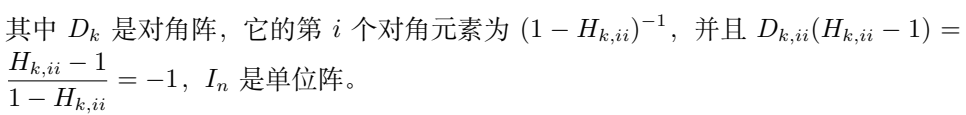 其中 $D_k$ 是对角阵，它的第 $i$ 个对角元素为 $(1 - H_{k,ii})^{-1}$，并且 $D_{k,ii}(H_{k,ii} - 1) =$
$\dfrac{H_{k,ii} - 1}{1 - H_{k,ii}} = -1$，$I_n$ 是单位阵。